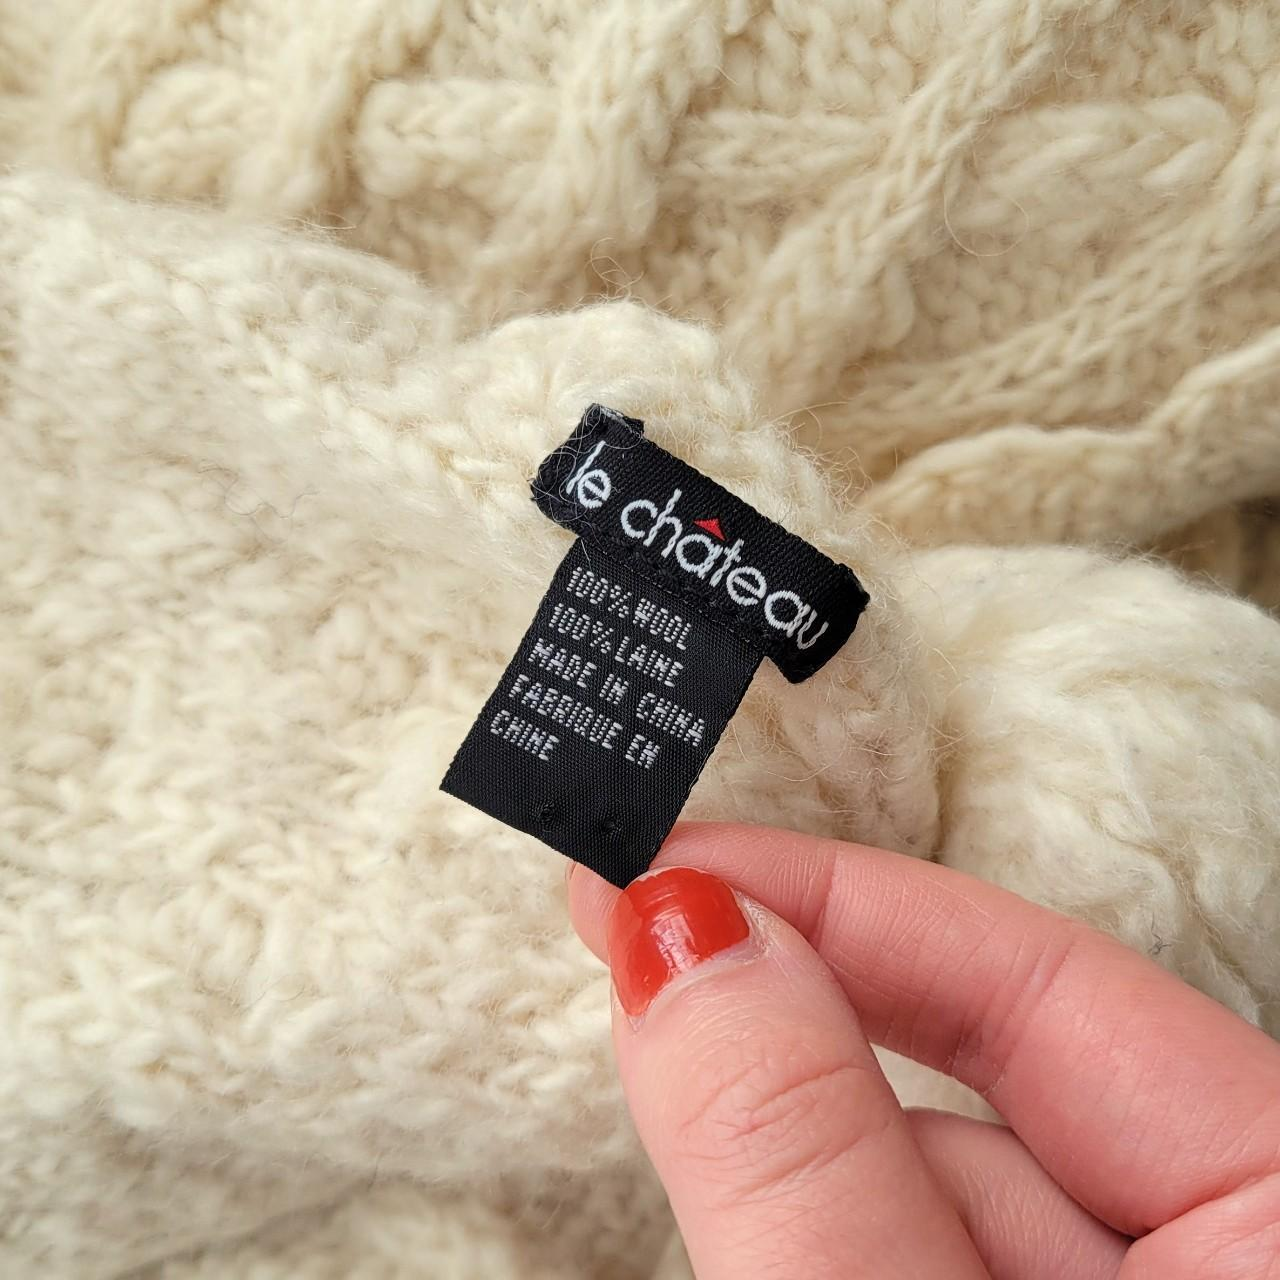 le château
100% WOOL
100% LAINE
MADE IN CHINA
FABRIQUE EN
CHINE